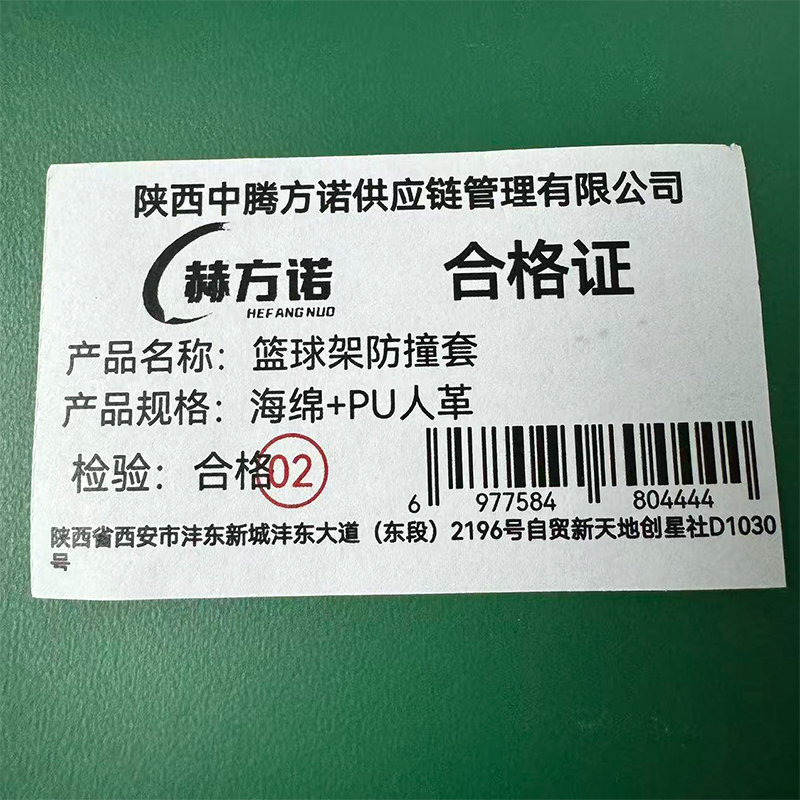 陕西中腾方诺供应链管理有限公司
赫方诺
HEFANGNUO
合格证
产品名称：篮球架防撞套
产品规格：海绵+PU人革
检验：合格02
6 977584 804444
陕西省西安市沣东新城沣东大道（东段）2196号自贸新天地创星社D1030
号